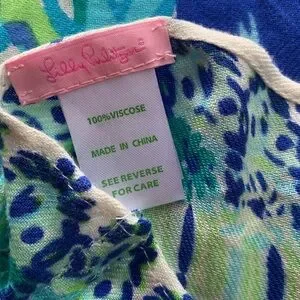 Lilly Pulitzer®
100% VISCOSE
MADE IN CHINA
SEE REVERSE
FOR CARE